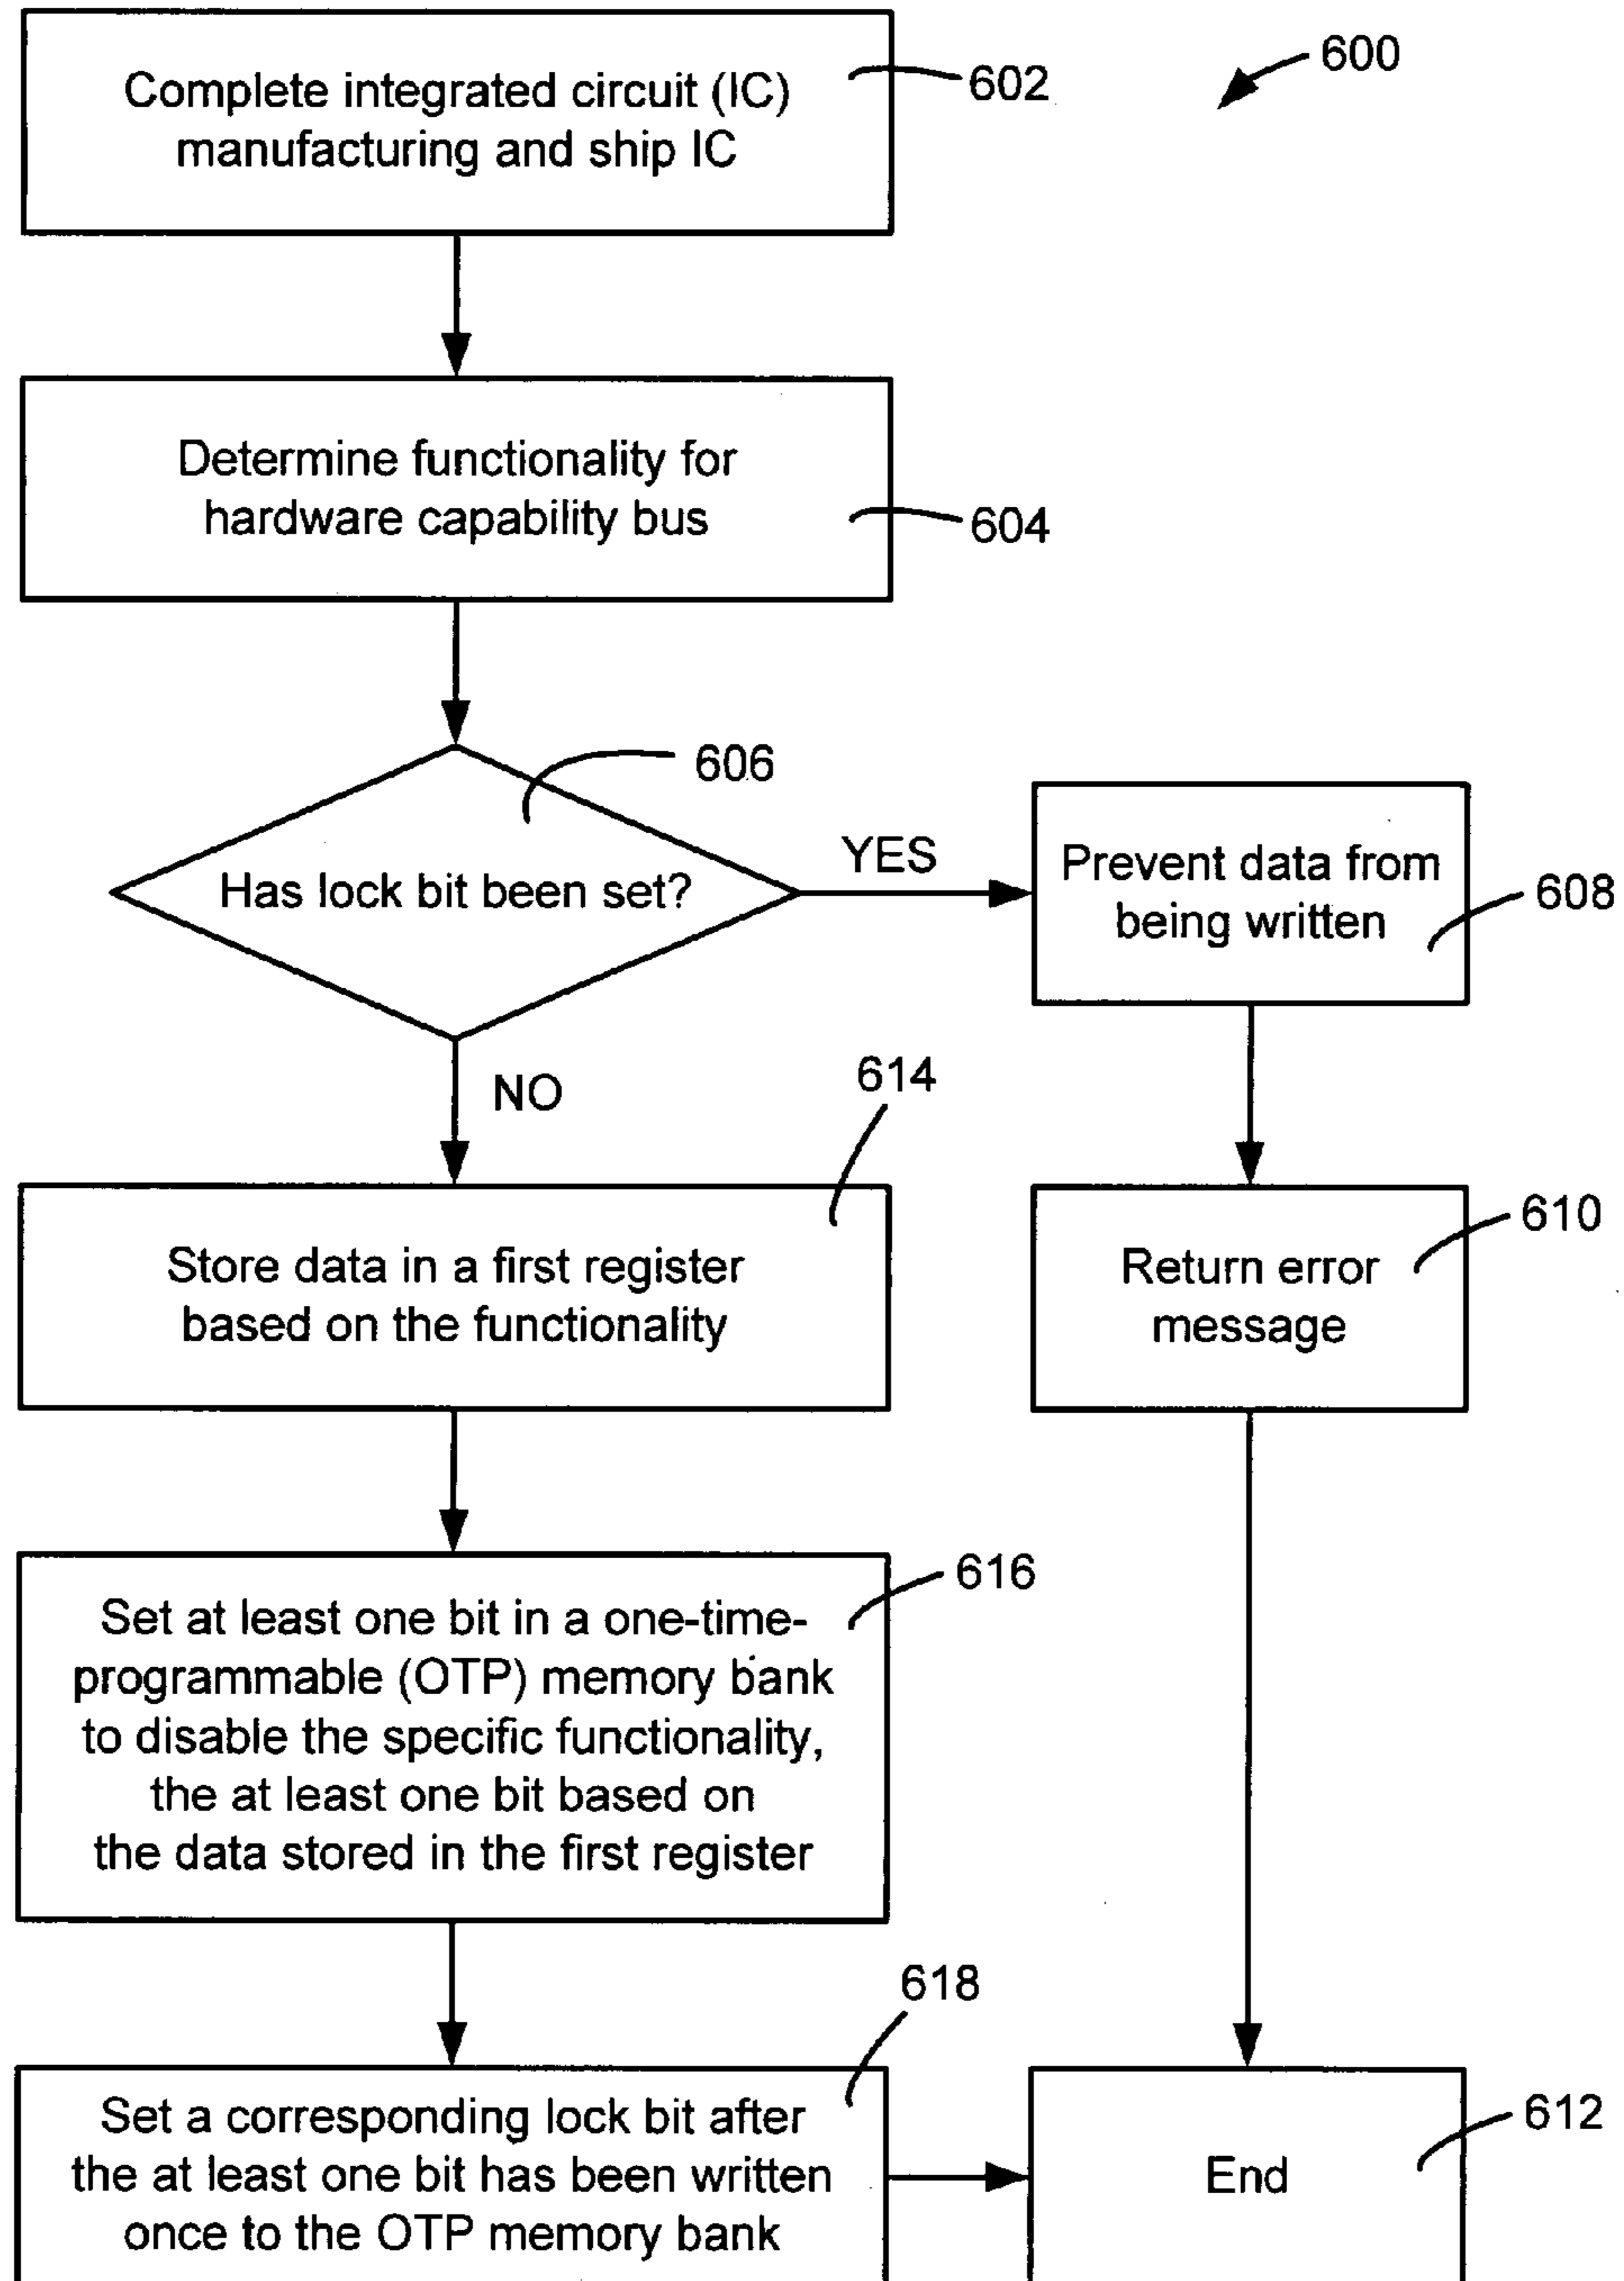 600
Complete integrated circuit (IC)
manufacturing and ship IC
602
Determine functionality for
hardware capability bus
604
606
Has lock bit been set?
YES
Prevent data from
being written
608
NO
614
Store data in a first register
based on the functionality
Return error
message
610
616
Set at least one bit in a one-time-
programmable (OTP) memory bank
to disable the specific functionality,
the at least one bit based on
the data stored in the first register
618
Set a corresponding lock bit after
the at least one bit has been written
once to the OTP memory bank
End
612